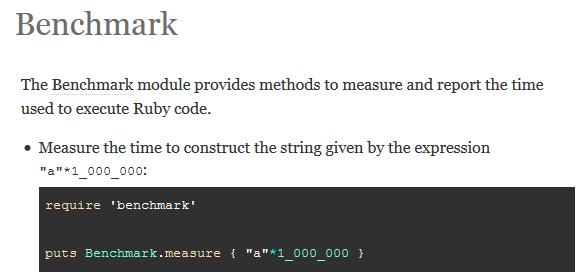 Benchmark
The Benchmark module provides methods to measure and report the time
used to execute Ruby code.
• Measure the time to construct the string given by the expression
"a"*1_000_000:
require 'benchmark'
puts Benchmark.measure { "a"*1_000_000 }